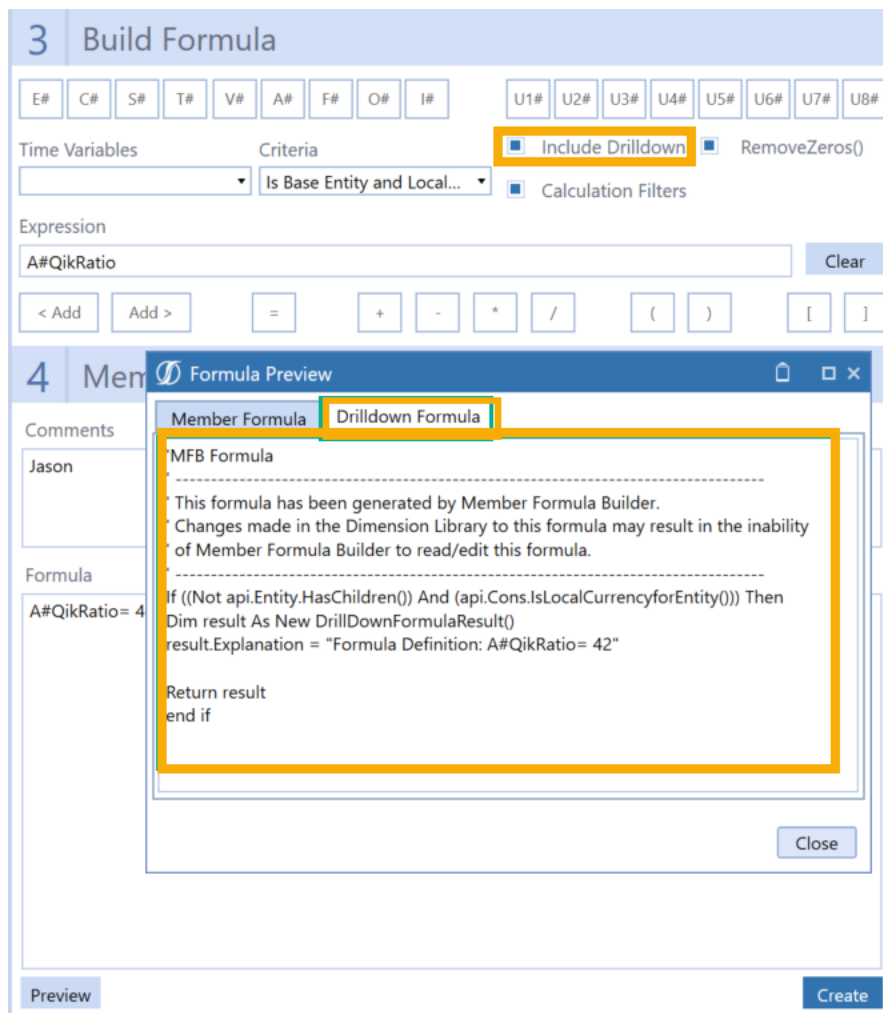 3 Build Formula
E# C# S# T# V# A# F# O# I# U1# U2# U3# U4# U5# U6# U7# U8#
Time Variables Criteria Include Drilldown RemoveZeros()
Is Base Entity and Local... Calculation Filters
Expression
A#QikRatio Clear
< Add Add > = + - * / ( ) [ ]
4 Mem
Formula Preview
Member Formula Drilldown Formula
Comments
Jason
'MFB Formula
' -------------------------------------------------------------------------------
' This formula has been generated by Member Formula Builder.
' Changes made in the Dimension Library to this formula may result in the inability
' of Member Formula Builder to read/edit this formula.
' -------------------------------------------------------------------------------
If ((Not api.Entity.HasChildren()) And (api.Cons.IsLocalCurrencyforEntity())) Then
Dim result As New DrillDownFormulaResult()
result.Explanation = "Formula Definition: A#QikRatio= 42"
Return result
end if
Formula
A#QikRatio= 4
Close
Preview Create